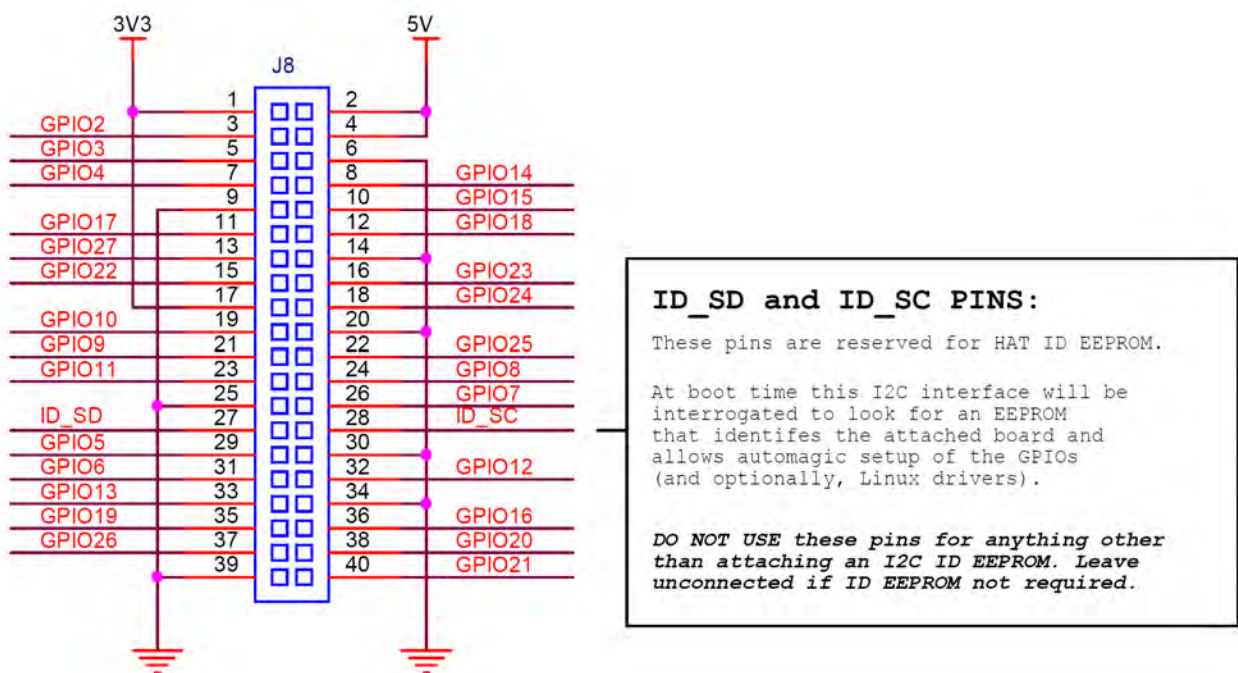 3V3
5V
J8
1 2
GPIO2 3 4
GPIO3 5 6
GPIO4 7 8 GPIO14
9 10 GPIO15
GPIO17 11 12 GPIO18
GPIO27 13 14
GPIO22 15 16 GPIO23
17 18 GPIO24
GPIO10 19 20
GPIO9 21 22 GPIO25
GPIO11 23 24 GPIO8
25 26 GPIO7
ID_SD 27 28 ID_SC
GPIO5 29 30
GPIO6 31 32 GPIO12
GPIO13 33 34
GPIO19 35 36 GPIO16
GPIO26 37 38 GPIO20
39 40 GPIO21
ID_SD and ID_SC PINS:
These pins are reserved for HAT ID EEPROM.
At boot time this I2C interface will be
interrogated to look for an EEPROM
that identifes the attached board and
allows automagic setup of the GPIOs
(and optionally, Linux drivers).
DO NOT USE these pins for anything other
than attaching an I2C ID EEPROM. Leave
unconnected if ID EEPROM not required.